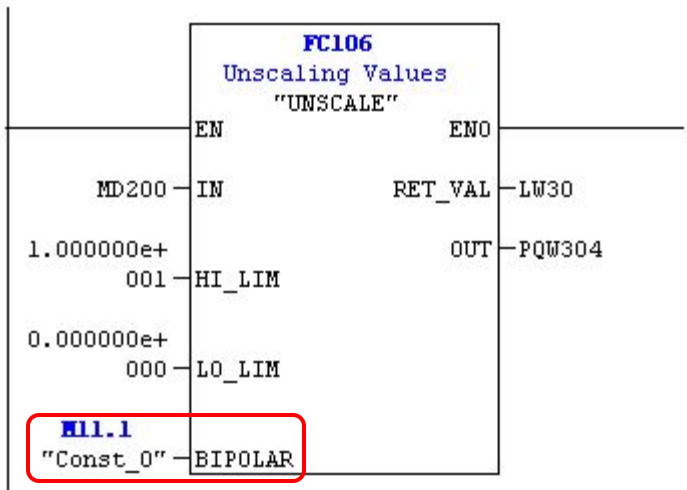 FC106
Unscaling Values
"UNSCALE"
EN ENO
MD200 IN RET_VAL LW30
1.000000e+ OUT PQW304
001 HI_LIM
0.000000e+
000 LO_LIM
M11.1
"Const_0" BIPOLAR